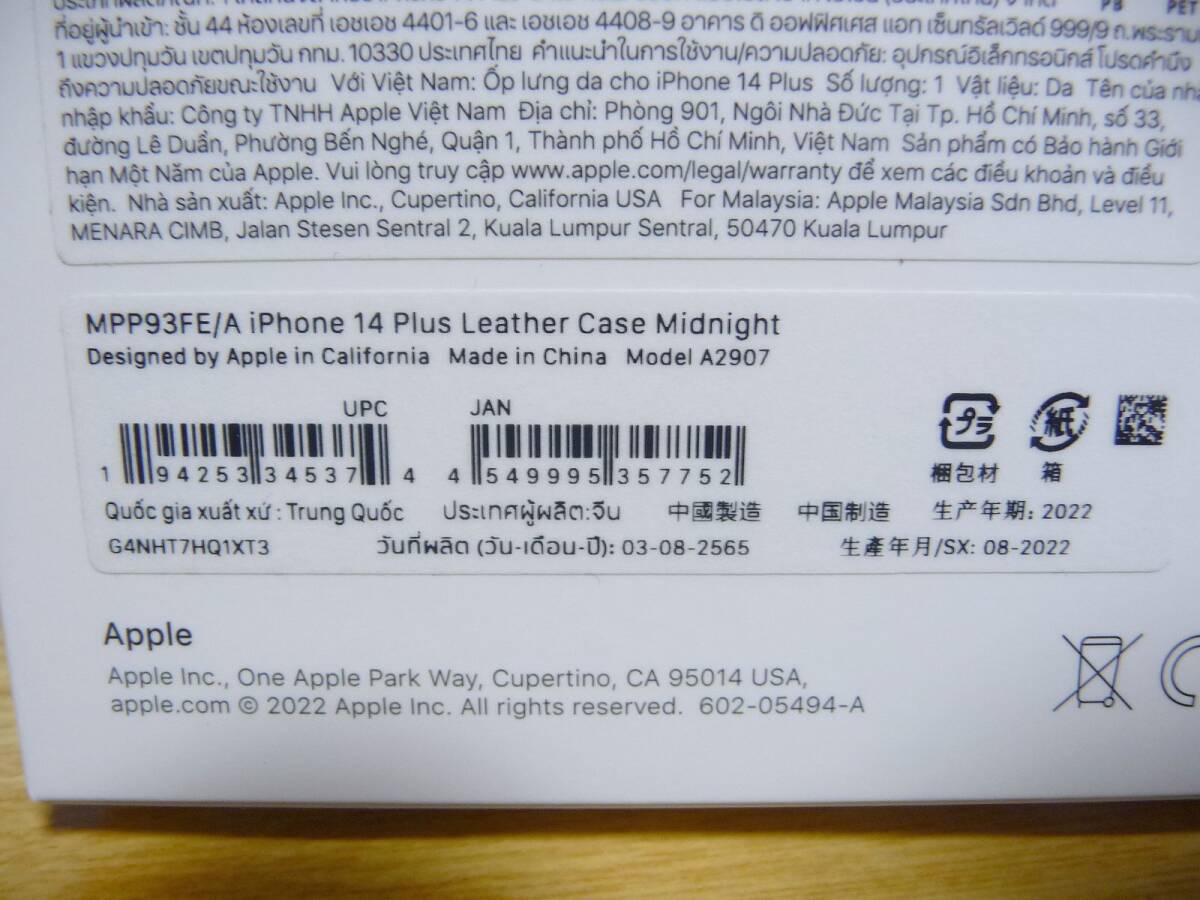 PB PET
ที่อยู่ผู้นำเข้า: ชั้น 44 ห้องเลขที่ เอชเอช 4401-6 และ เอชเอช 4408-9 อาคาร ดิ ออฟฟิศเศส แอท เซ็นทรัลเวิลด์ 999/9 ถ.พระราม
1 แขวงปทุมวัน เขตปทุมวัน กทม. 10330 ประเทศไทย คำแนะนำในการใช้งาน/ความปลอดภัย: อุปกรณ์อิเล็กทรอนิกส์ โปรดคำนึง
ถึงความปลอดภัยขณะใช้งาน Với Việt Nam: Ốp lưng da cho iPhone 14 Plus Số lượng: 1 Vật liệu: Da Tên của nhà
nhập khẩu: Công ty TNHH Apple Việt Nam Địa chỉ: Phòng 901, Ngôi Nhà Đức Tại Tp. Hồ Chí Minh, số 33,
đường Lê Duẩn, Phường Bến Nghé, Quận 1, Thành phố Hồ Chí Minh, Việt Nam Sản phẩm có Bảo hành Giới
hạn Một Năm của Apple. Vui lòng truy cập www.apple.com/legal/warranty để xem các điều khoản và điều
kiện. Nhà sản xuất: Apple Inc., Cupertino, California USA For Malaysia: Apple Malaysia Sdn Bhd, Level 11,
MENARA CIMB, Jalan Stesen Sentral 2, Kuala Lumpur Sentral, 50470 Kuala Lumpur
MPP93FE/A iPhone 14 Plus Leather Case Midnight
Designed by Apple in California Made in China Model A2907
UPC JAN
プラ 紙
1 94253 34537 4 4 549995 357752
梱包材 箱
Quốc gia xuất xứ : Trung Quốc ประเทศผู้ผลิต:จีน 中國製造 中国制造 生产年期: 2022
G4NHT7HQ1XT3 วันที่ผลิต (วัน-เดือน-ปี): 03-08-2565 生產年月/SX: 08-2022
Apple
Apple Inc., One Apple Park Way, Cupertino, CA 95014 USA,
apple.com © 2022 Apple Inc. All rights reserved. 602-05494-A